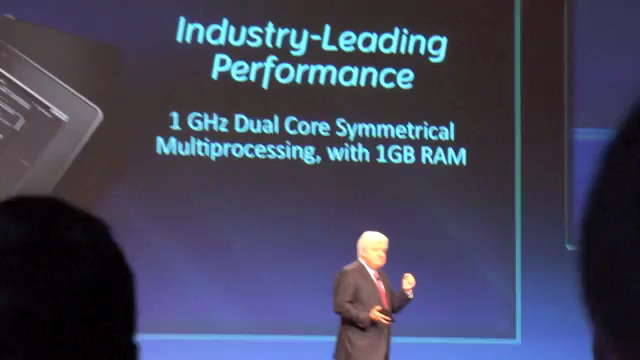 Industry-Leading
Performance
1 GHz Dual Core Symmetrical
Multiprocessing, with 1GB RAM